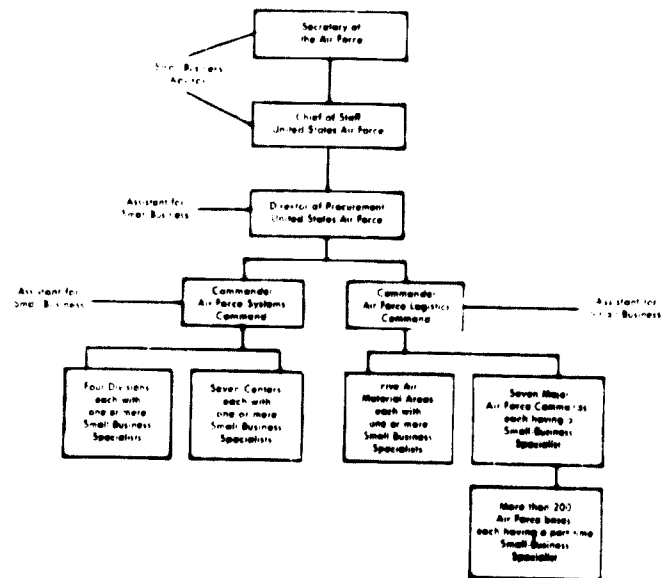 Secretary of
the Air Force
Small Business
Advisor
Chief of Staff
United States Air Force
Assistant for
Small Business
Director of Procurement
United States Air Force
Assistant for
Small Business
Commander
Air Force Systems
Command
Commander
Air Force Logistics
Command
Assistant for
Small Business
Four Divisions
each with
one or more
Small Business
Specialists
Seven Centers
each with
one or more
Small Business
Specialists
Five Air
Material Areas
each with
one or more
Small Business
Specialists
Seven Major
Air Force Commands
each having a
Small-Business
Specialist
More than 200
Air Force bases
each having a part-time
Small-Business
Specialist